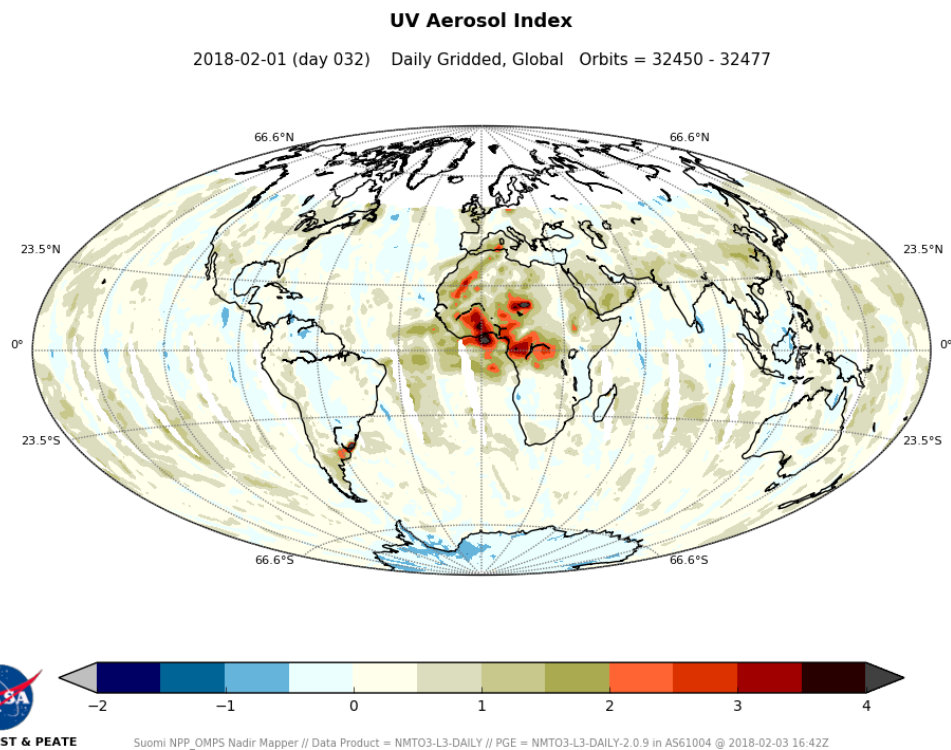 UV Aerosol Index
2018-02-01 (day 032) Daily Gridded, Global Orbits = 32450 - 32477
66.6°N 66.6°N
23.5°N 23.5°N
0° 0°
23.5°S 23.5°S
66.6°S 66.6°S
−2 −1 0 1 2 3 4
SA
ST & PEATE
Suomi NPP_OMPS Nadir Mapper // Data Product = NMTO3-L3-DAILY // PGE = NMTO3-L3-DAILY-2.0.9 in AS61004 @ 2018-02-03 16:42Z